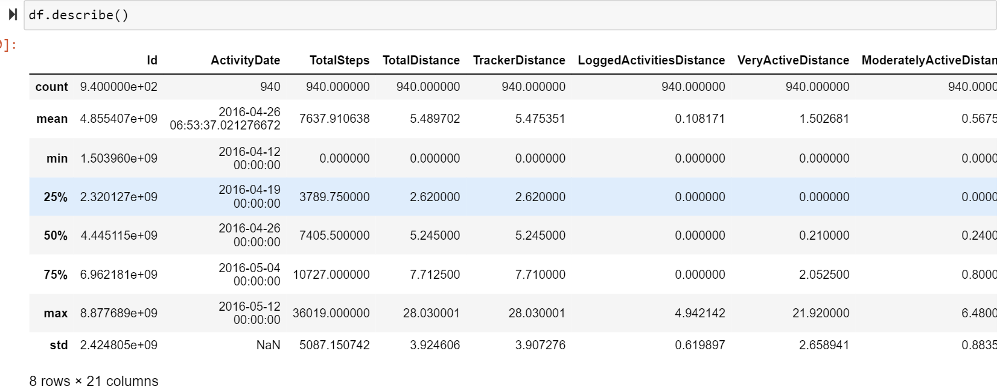 df.describe()
]:
Id ActivityDate TotalSteps TotalDistance TrackerDistance LoggedActivitiesDistance VeryActiveDistance ModeratelyActiveDistan
count 9.400000e+02 940 940.000000 940.000000 940.000000 940.000000 940.000000 940.0000
mean 4.855407e+09 2016-04-26 06:53:37.021276672 7637.910638 5.489702 5.475351 0.108171 1.502681 0.5675
min 1.503960e+09 2016-04-12 00:00:00 0.000000 0.000000 0.000000 0.000000 0.000000 0.0000
25% 2.320127e+09 2016-04-19 00:00:00 3789.750000 2.620000 2.620000 0.000000 0.000000 0.0000
50% 4.445115e+09 2016-04-26 00:00:00 7405.500000 5.245000 5.245000 0.000000 0.210000 0.2400
75% 6.962181e+09 2016-05-04 00:00:00 10727.000000 7.712500 7.710000 0.000000 2.052500 0.8000
max 8.877689e+09 2016-05-12 00:00:00 36019.000000 28.030001 28.030001 4.942142 21.920000 6.4800
std 2.424805e+09 NaN 5087.150742 3.924606 3.907276 0.619897 2.658941 0.8835
8 rows × 21 columns